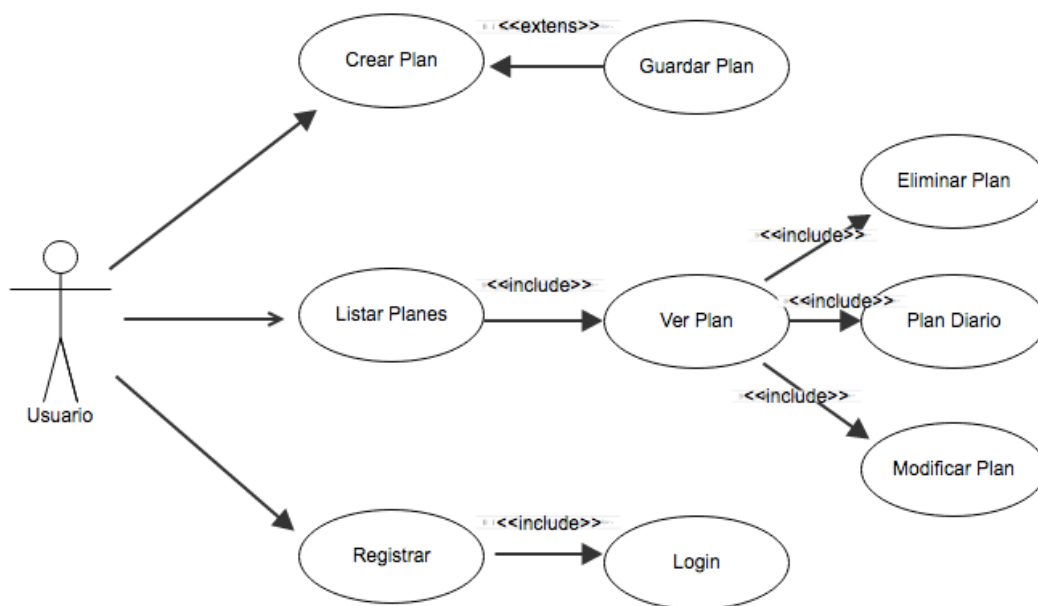 <<extens>>
Crear Plan
Guardar Plan
Eliminar Plan
<<include>>
<<include>>
<<include>>
Listar Planes
Ver Plan
Plan Diario
<<include>>
Usuario
Modificar Plan
<<include>>
Registrar
Login